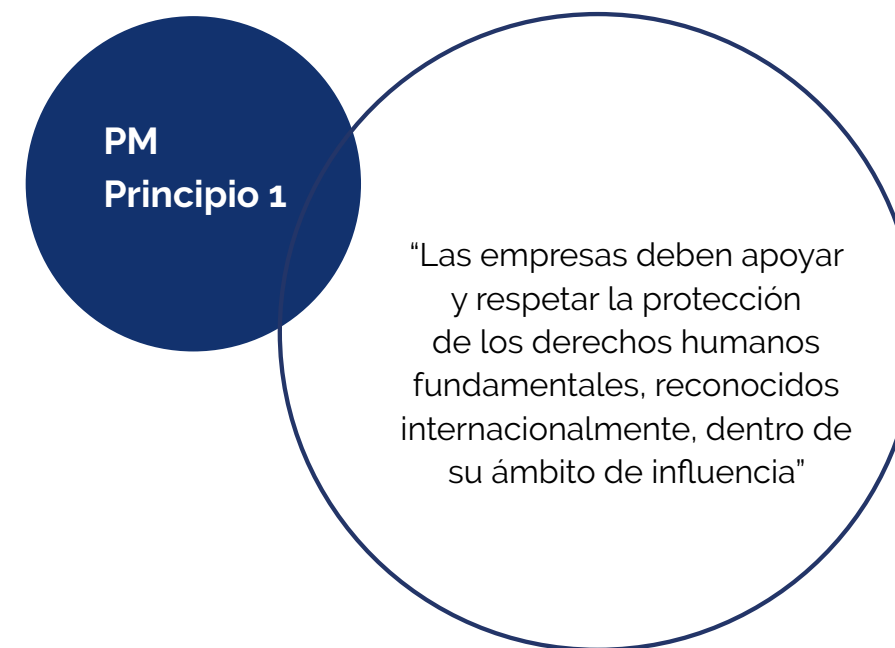 PM
Principio 1
“Las empresas deben apoyar
y respetar la protección
de los derechos humanos
fundamentales, reconocidos
internacionalmente, dentro de
su ámbito de influencia”